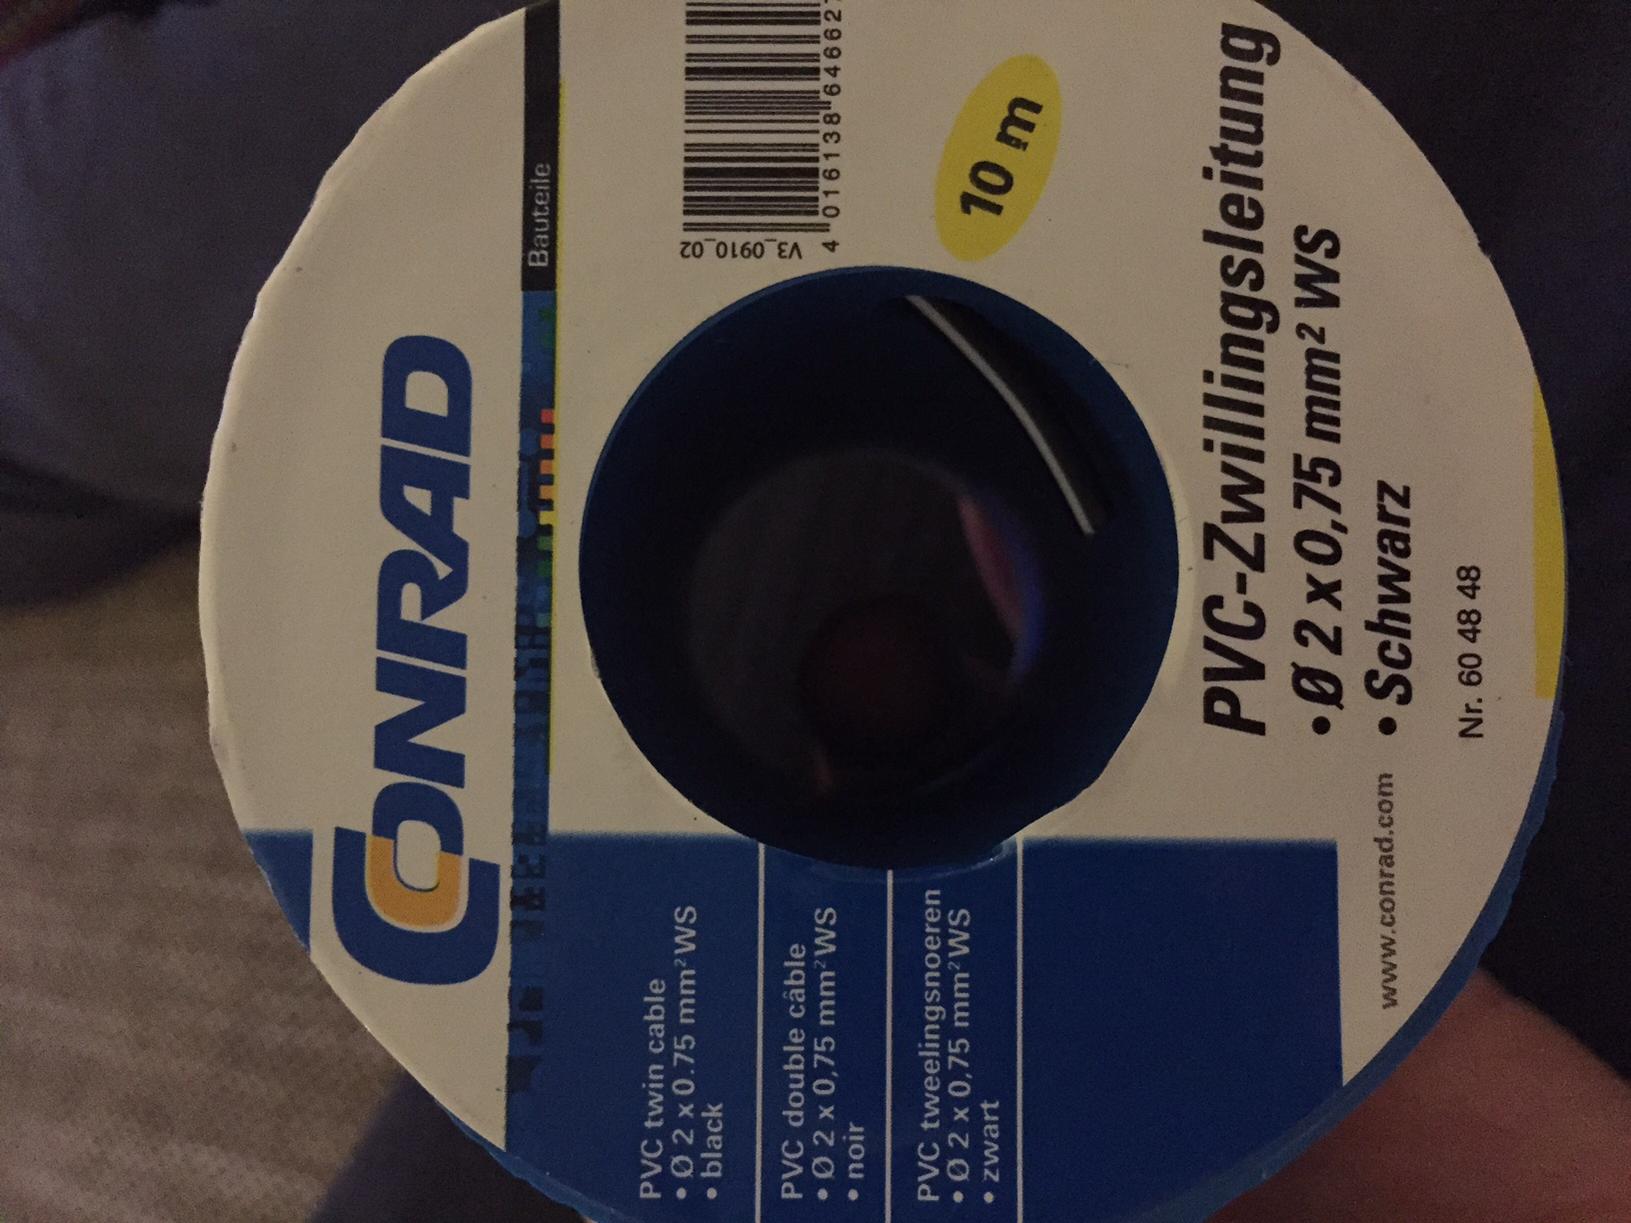 CONRAD
Bauteile
V3_0910_02
4 016138 64662
10 m
PVC-Zwillingsleitung
• Ø 2 x 0,75 mm² WS
• Schwarz
Nr. 60 48 48
www.conrad.com
PVC twin cable
• Ø 2 x 0.75 mm² WS
• black
PVC double câble
• Ø 2 x 0,75 mm² WS
• noir
PVC tweelingsnoeren
• Ø 2 x 0,75 mm² WS
• zwart